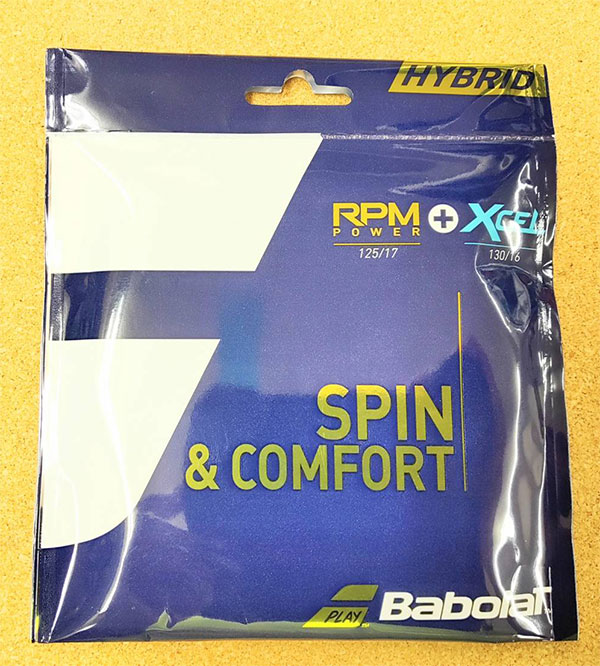 HYBRID
RPM POWER + XCEL
125/17 130/16
SPIN
& COMFORT
PLAY Babolat